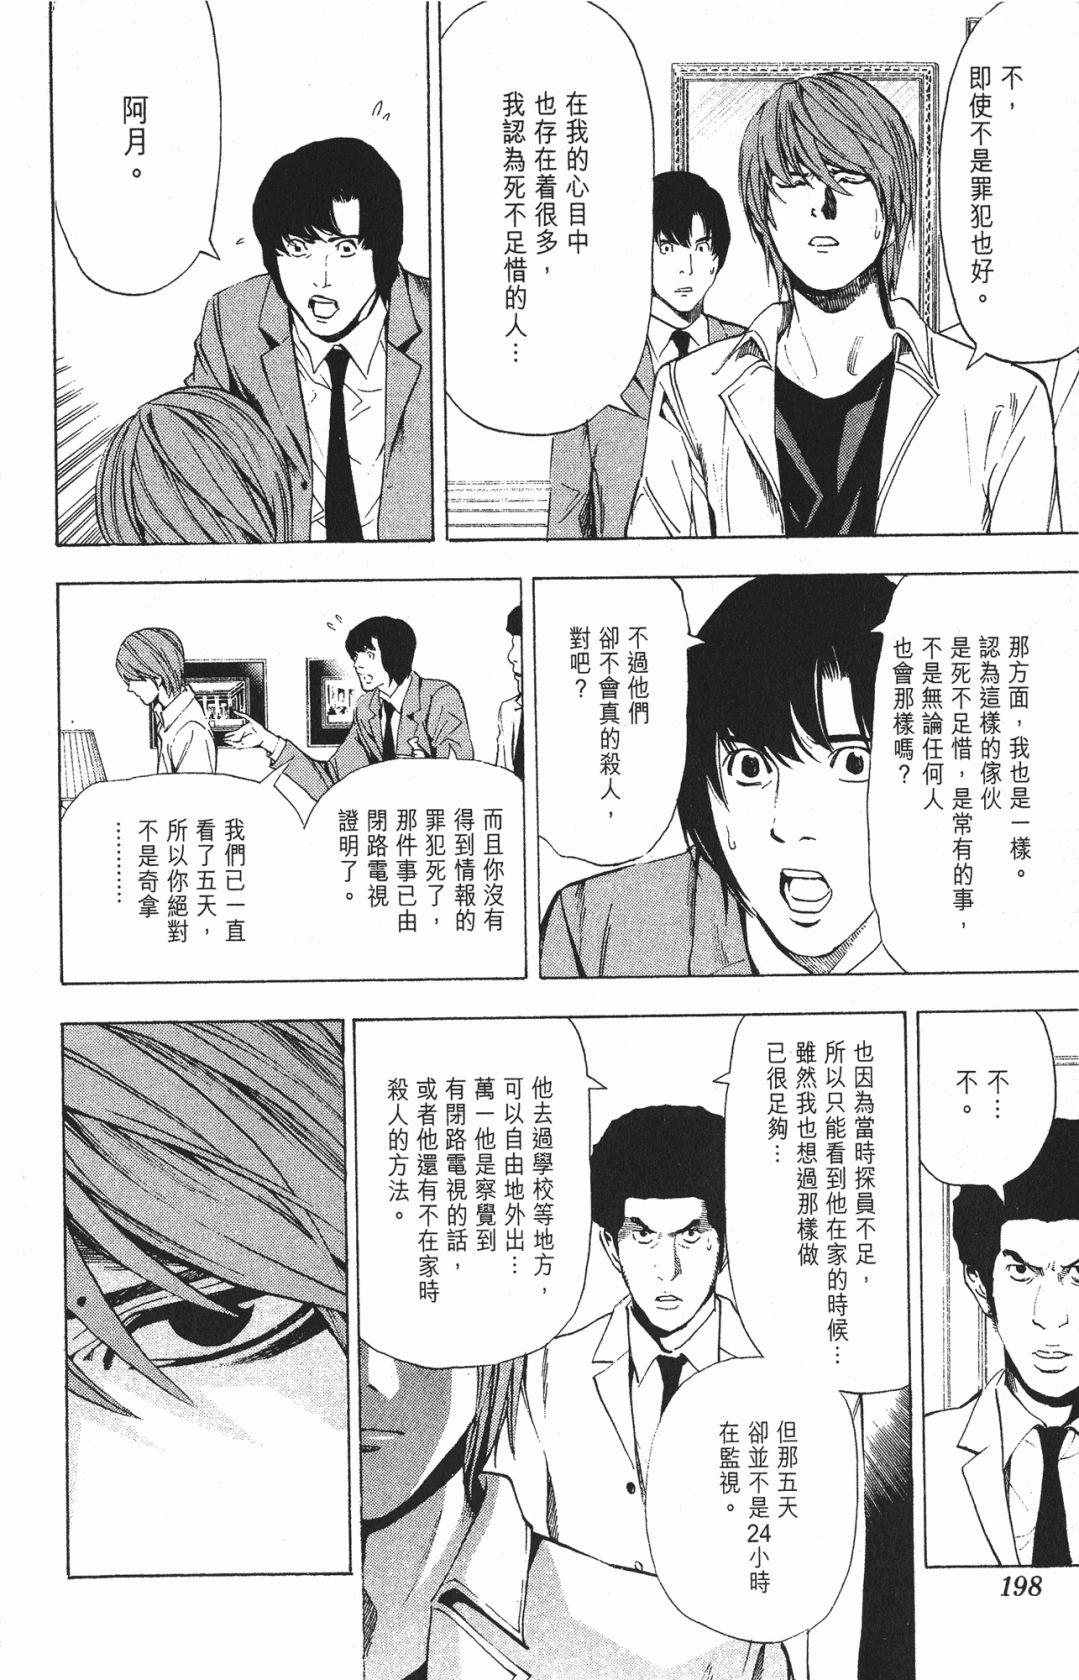 不，
即使不是罪犯也好。
在我的心目中
也存在着很多，
我認為死不足惜的人…
阿月。
那方面，我也是一樣。
認為這樣的傢伙
是死不足惜，是常有的事，
不是無論任何人
也會那樣嗎？
不過他們
卻不會真的殺人，
對吧？
而且你沒有
得到情報的
罪犯死了，
那件事已由
閉路電視
證明了。
我們已一直
看了五天，
所以你絕對
不是奇拿
…………
不…
不。
也因為當時探員不足，
所以只能看到他在家的時候…
雖然我也想過那樣做
已很足夠…
但那五天
卻並不是24小時
在監視。
他去過學校等地方，
可以自由地外出…
萬一他是察覺到
有閉路電視的話，
或者他還有不在家時
殺人的方法。
198